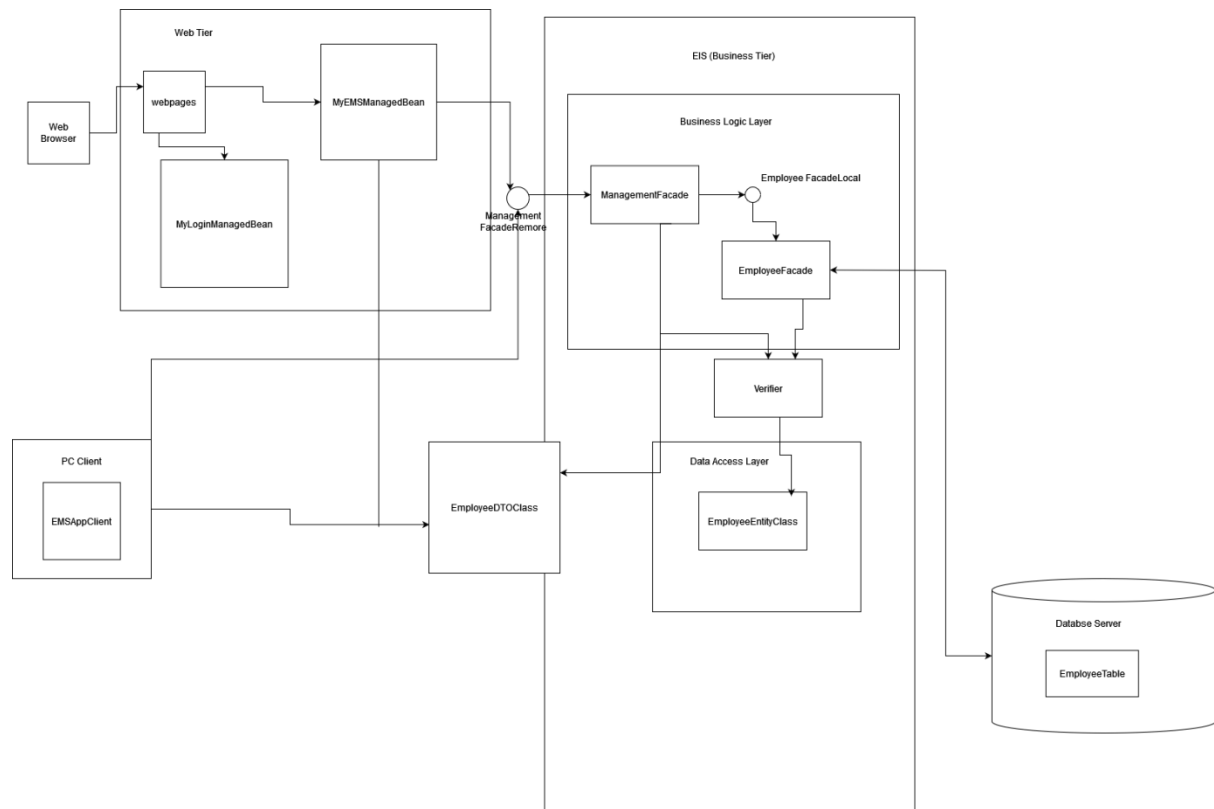 Web Tier
EIS (Business Tier)
webpages
MyEMSManagedBean
Web
Browser
Business Logic Layer
MyLoginManagedBean
Management
FacadeRemore
ManagementFacade
Employee FacadeLocal
EmployeeFacade
Verifier
PC Client
EMSAppClient
EmployeeDTOClass
Data Access Layer
EmployeeEntityClass
Databse Server
EmployeeTable